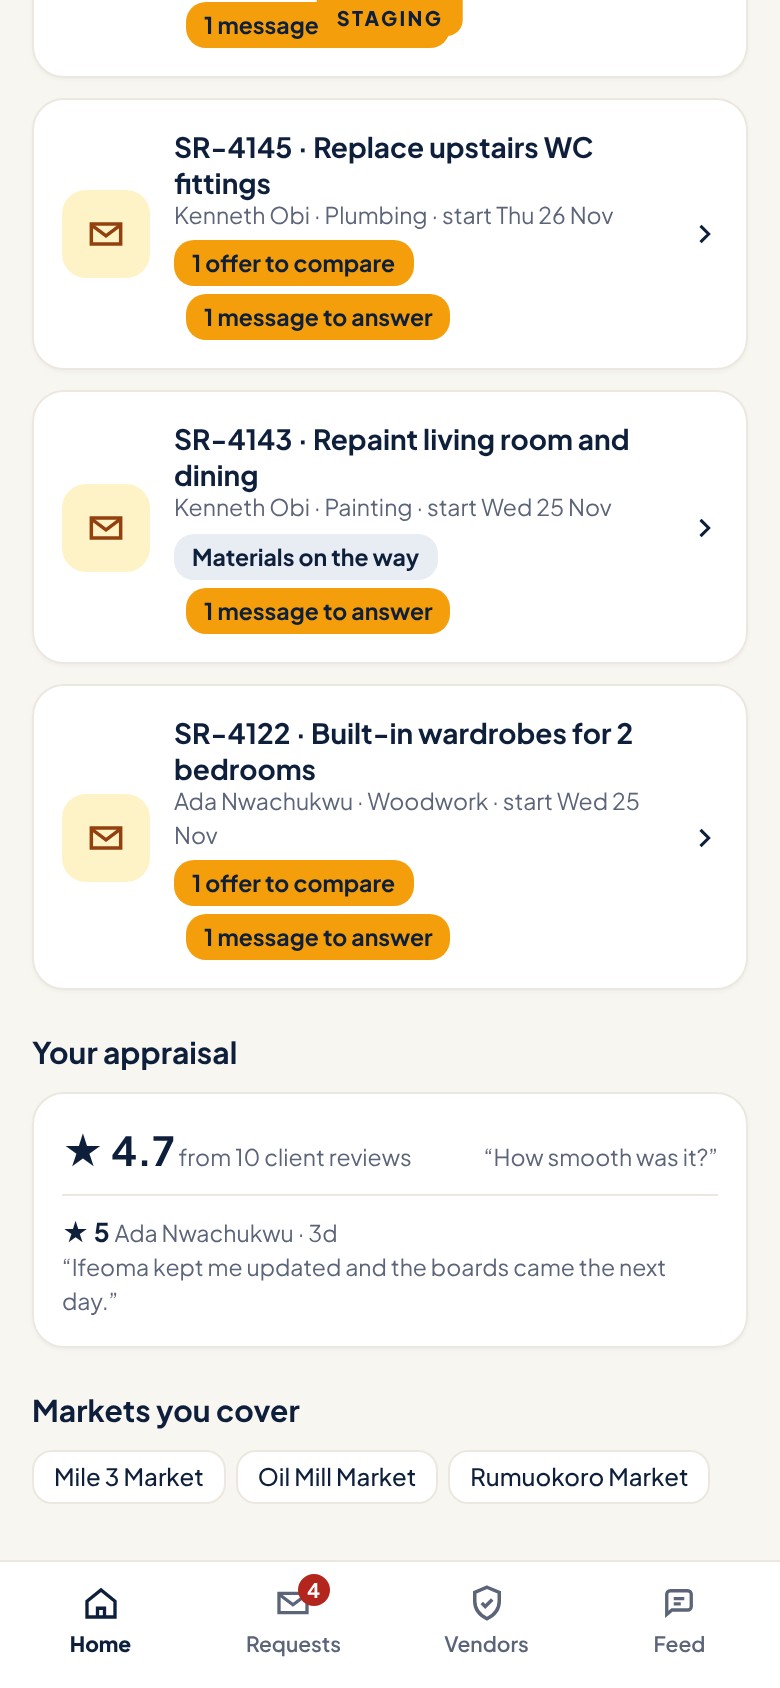 1 message
STAGING
SR-4145 · Replace upstairs WC
fittings
Kenneth Obi · Plumbing · start Thu 26 Nov
1 offer to compare
1 message to answer
SR-4143 · Repaint living room and
dining
Kenneth Obi · Painting · start Wed 25 Nov
Materials on the way
1 message to answer
SR-4122 · Built-in wardrobes for 2
bedrooms
Ada Nwachukwu · Woodwork · start Wed 25
Nov
1 offer to compare
1 message to answer
Your appraisal
★ 4.7 from 10 client reviews “How smooth was it?”
★ 5 Ada Nwachukwu · 3d
“Ifeoma kept me updated and the boards came the next
day.”
Markets you cover
Mile 3 Market Oil Mill Market Rumuokoro Market
4
Home Requests Vendors Feed